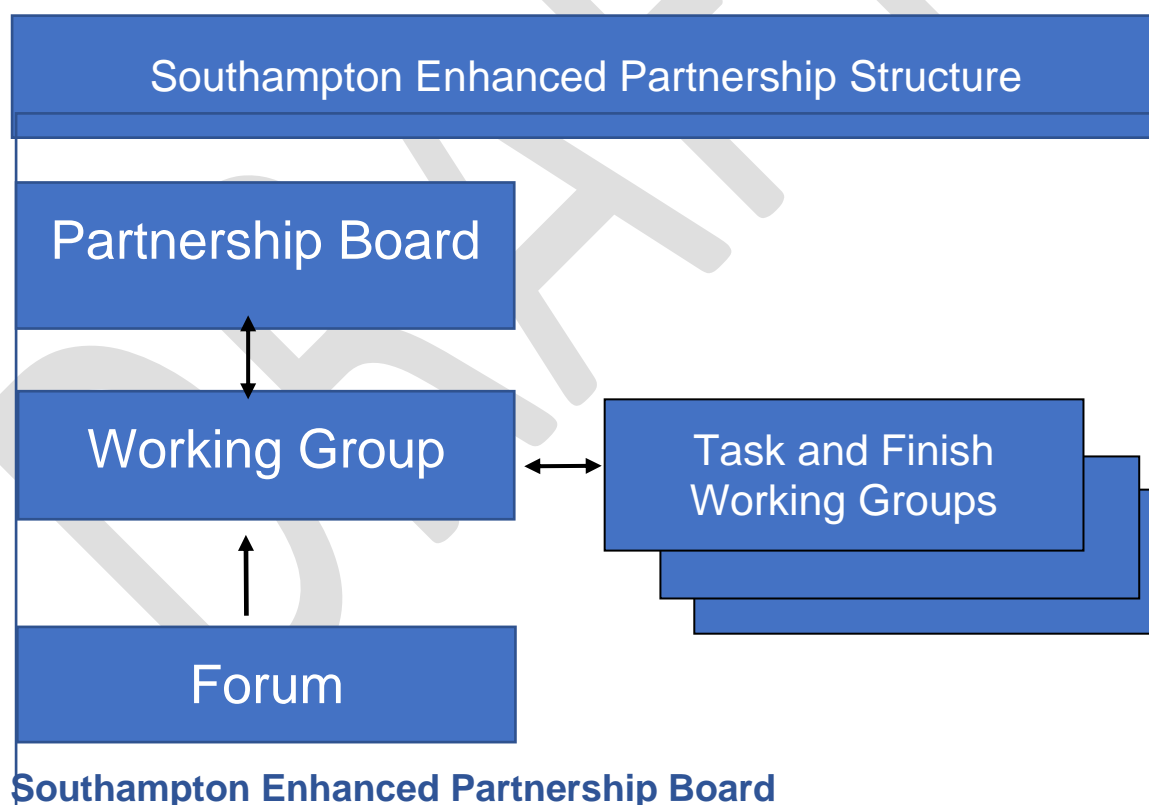 Southampton Enhanced Partnership Structure
Partnership Board
Working Group
Task and Finish
Working Groups
Forum
Southampton Enhanced Partnership Board